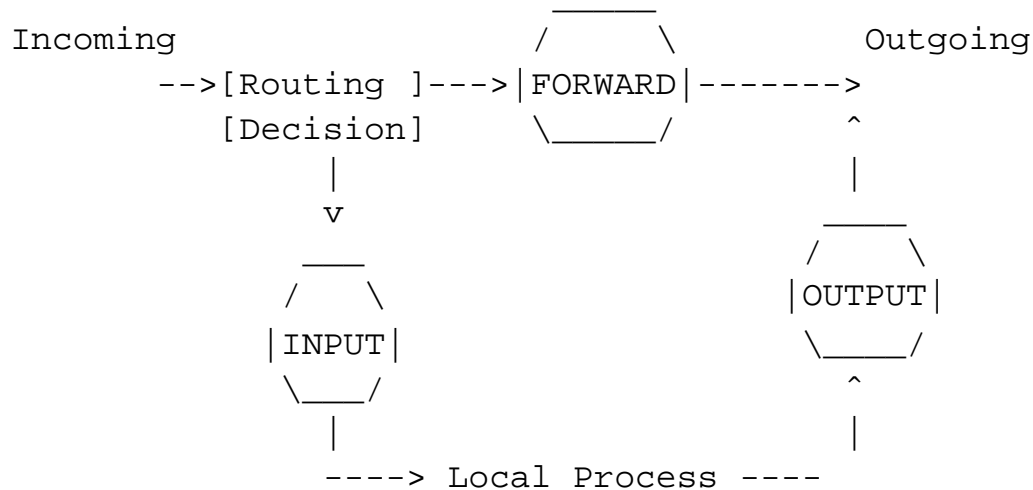 Incoming Outgoing
-->[Routing ]--->|FORWARD|------->
[Decision]
|OUTPUT|
|INPUT|
----> Local Process ----